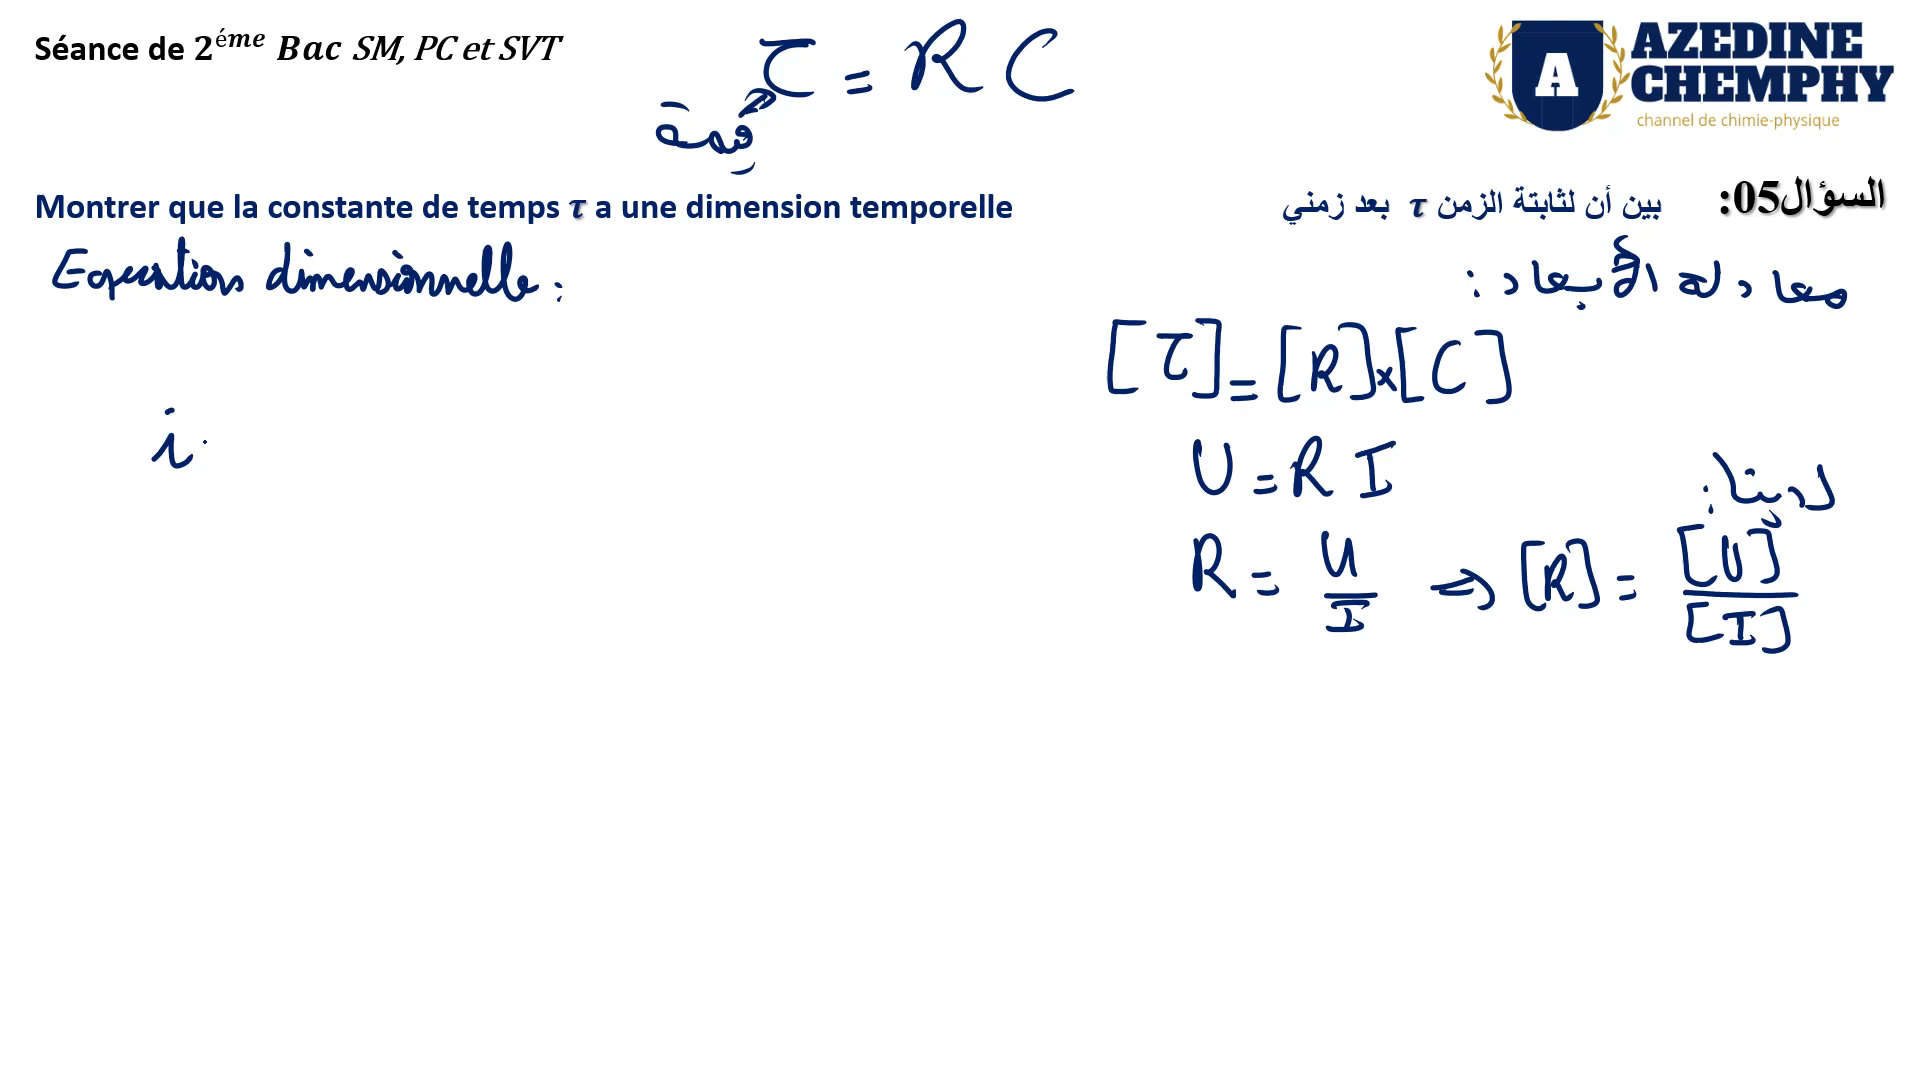 Séance de 2éme Bac SM, PC et SVT
τ = R C
قيمة
AZEDINE
CHEMPHY
channel de chimie-physique
A
Montrer que la constante de temps τ a une dimension temporelle
السؤال05:
بين أن لثابتة الزمن τ بعد زمني
Equation dimensionnelle :
معادلة الأبعاد :
[τ] = [R] × [C]
i
U = R I
لدينا :
R = U/I ⇒ [R] = [U]/[I]